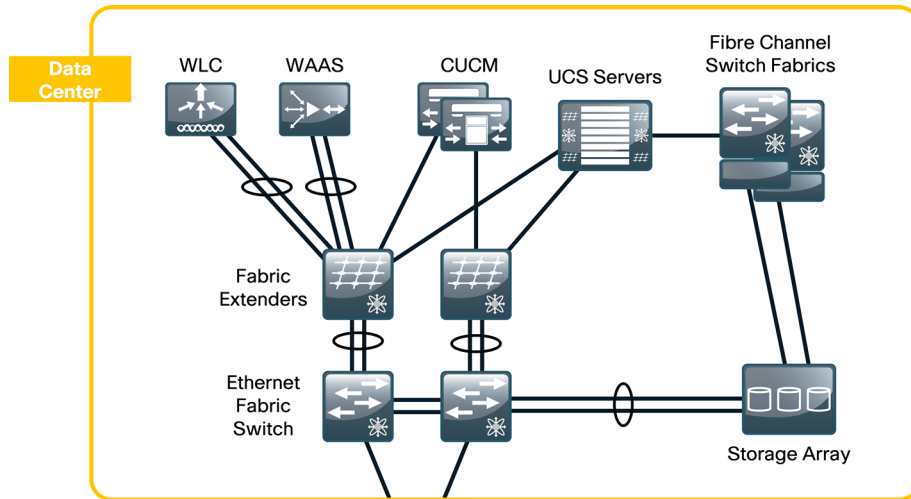 Data
Center
WLC
WAAS
CUCM
UCS Servers
Fibre Channel
Switch Fabrics
Fabric
Extenders
Ethernet
Fabric
Switch
Storage Array